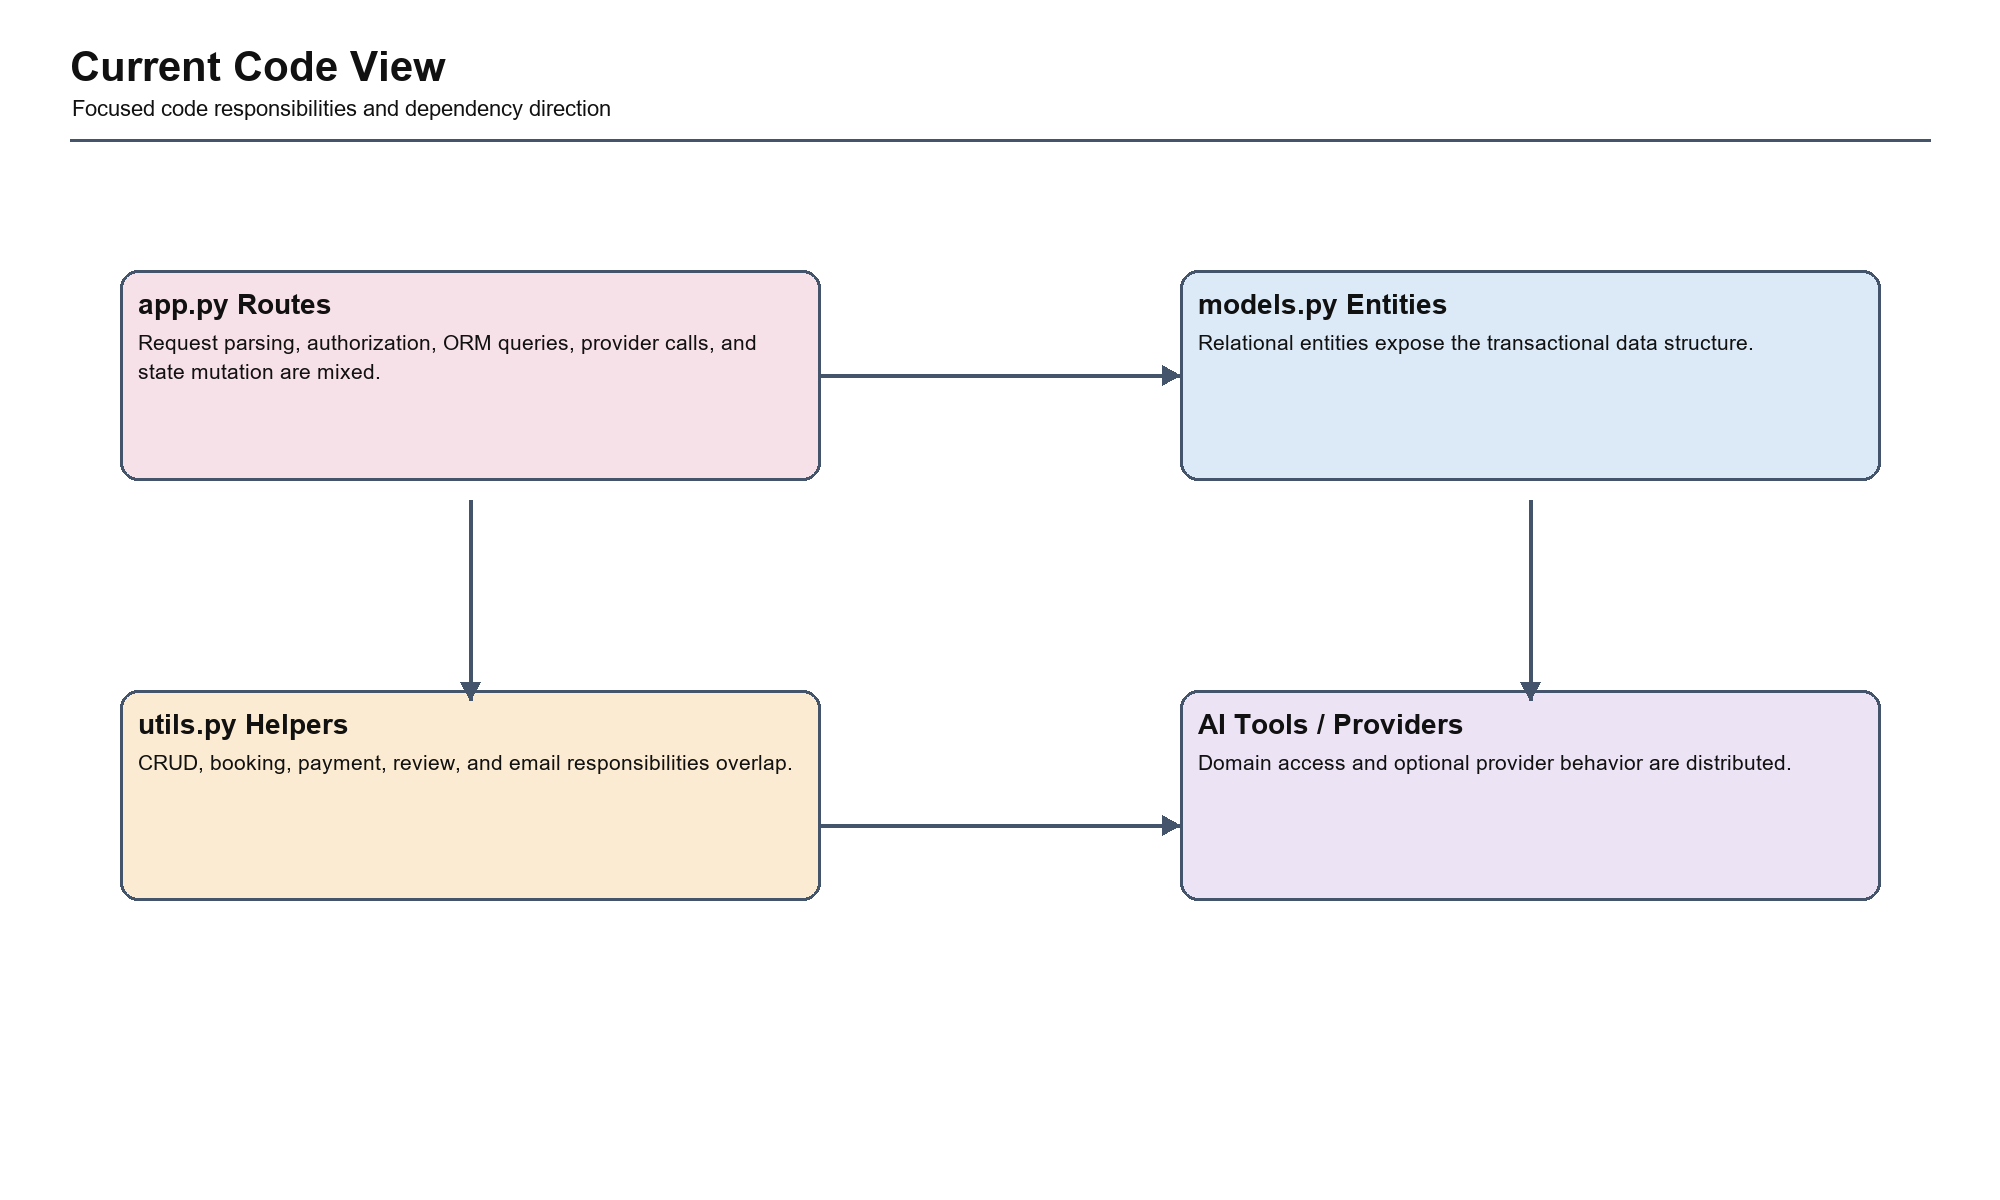 Current Code View
Focused code responsibilities and dependency direction
app.py Routes
Request parsing, authorization, ORM queries, provider calls, and
state mutation are mixed.
models.py Entities
Relational entities expose the transactional data structure.
utils.py Helpers
CRUD, booking, payment, review, and email responsibilities overlap.
AI Tools / Providers
Domain access and optional provider behavior are distributed.